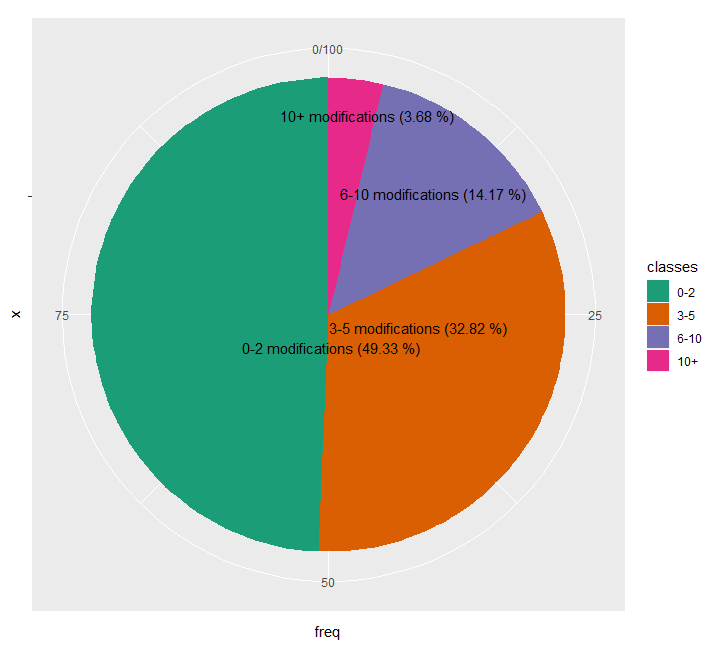 0/100
10+ modifications (3.68 %)
6-10 modifications (14.17 %)
75
25
3-5 modifications (32.82 %)
0-2 modifications (49.33 %)
50
x
freq
classes
0-2
3-5
6-10
10+